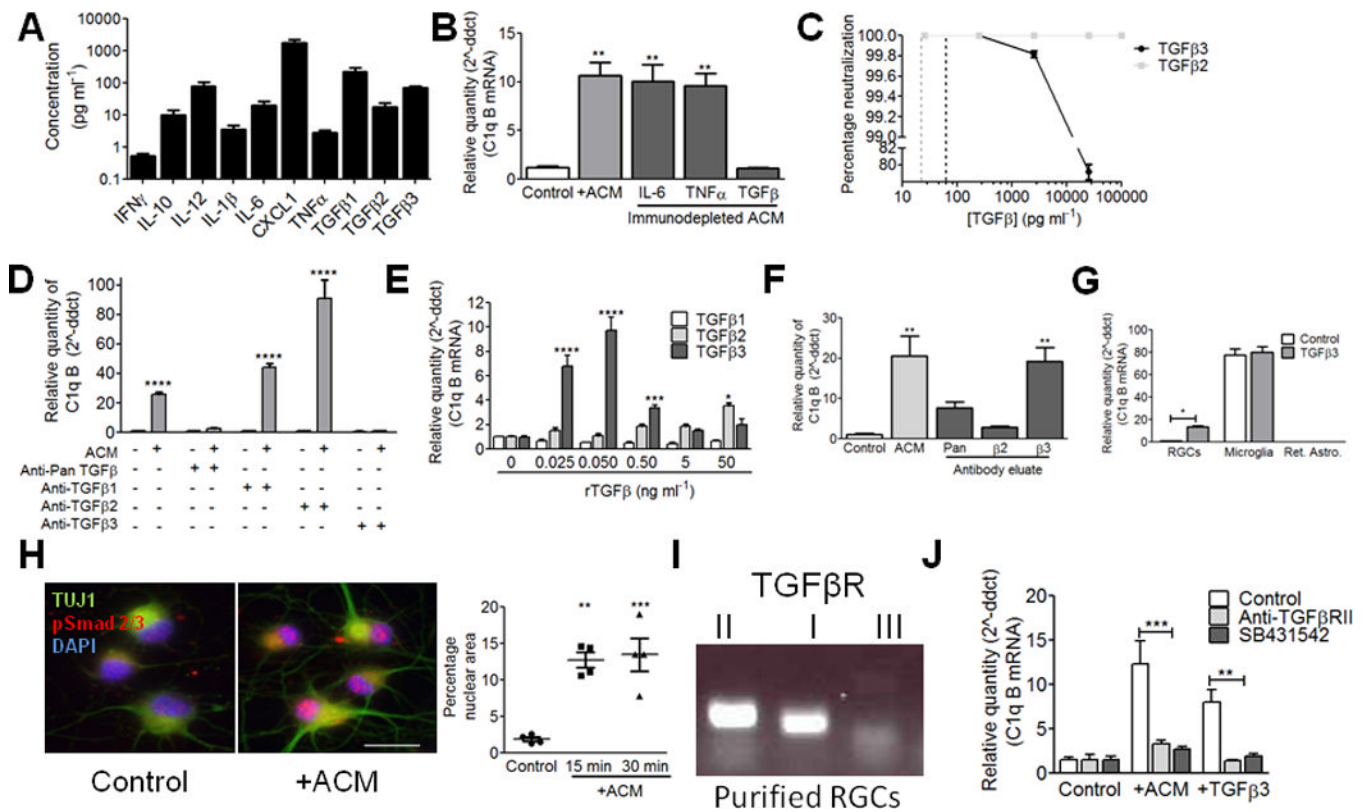 A
Concentration
(pg ml-1)
10000
1000
100
10
1
0.1
IFNγ
IL-10
IL-12
IL-1β
IL-6
CXCL1
TNFα
TGFβ1
TGFβ2
TGFβ3
B
Relative quantity (2^-ddct)
(C1q B mRNA)
15
10
5
0
** ** **
Control +ACM IL-6 TNFα TGFβ
Immunodepleted ACM
C
Percentage neutralization
100.0
99.8
99.6
99.4
99.2
99.0
80
10 100 1000 10000 100000
[TGFβ] (pg ml-1)
TGFβ3
TGFβ2
D
Relative quantity of
C1q B (2^-ddct)
100
80
60
40
20
0
**** **** ****
ACM - + - + - + - + - +
Anti-Pan TGFβ - - + + - - - - - -
Anti-TGFβ1 - - - - + + - - - -
Anti-TGFβ2 - - - - - - + + - -
Anti-TGFβ3 - - - - - - - - + +
E
Relative quantity (2^-ddct)
(C1q B mRNA)
12
10
8
6
4
2
0
**** **** *** *
TGFβ1
TGFβ2
TGFβ3
0 0.025 0.050 0.50 5 50
rTGFβ (ng ml-1)
F
Relative quantity of
C1q B (2^-ddct)
40
30
20
10
0
** **
Control ACM Pan β2 β3
Antibody eluate
G
Relative quantity (2^-ddct)
(C1q B mRNA)
100
80
60
40
20
0
*
Control
TGFβ3
RGCs Microglia Ret. Astro.
H
TUJ1
pSmad 2/3
DAPI
Control +ACM
Percentage
nuclear area
20
15
10
5
0
** ***
Control 15 min 30 min
+ACM
I
TGFβR
II I III
Purified RGCs
J
Relative quantity (2^-ddct)
(C1q B mRNA)
20
15
10
5
0
*** **
Control
Anti-TGFβRII
SB431542
Control +ACM +TGFβ3